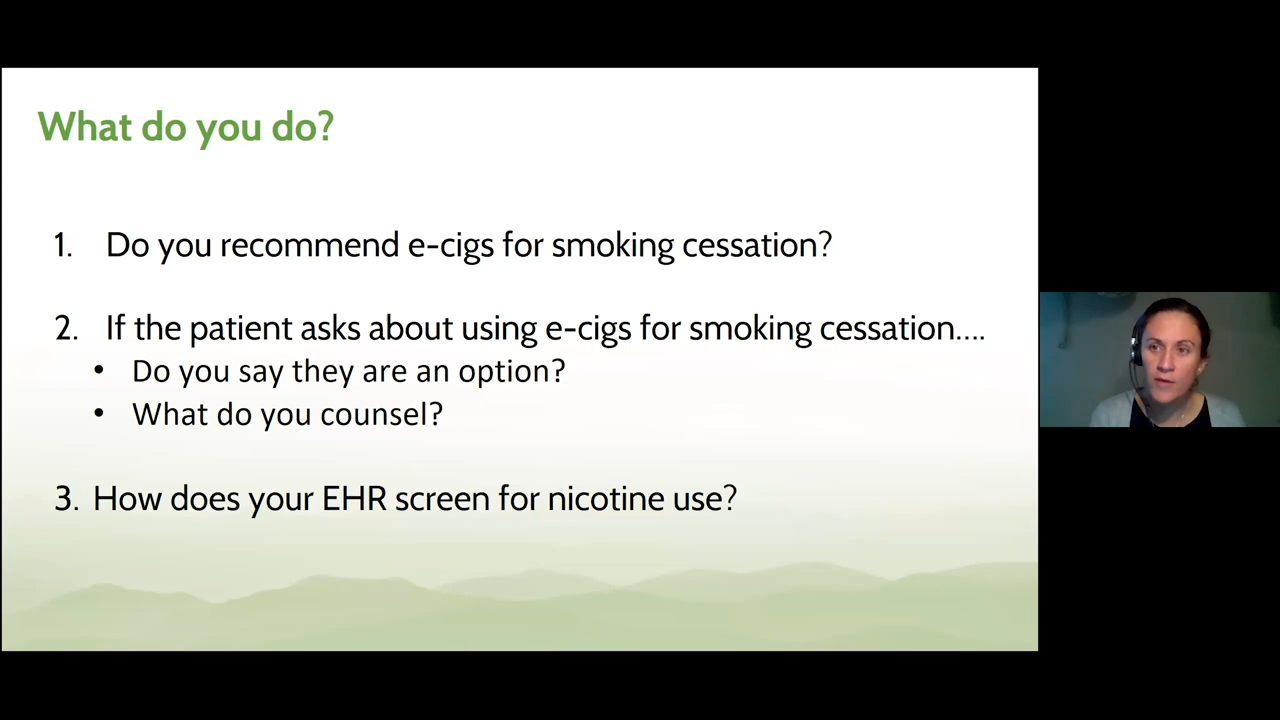 What do you do?
1. Do you recommend e-cigs for smoking cessation?
2. If the patient asks about using e-cigs for smoking cessation....
• Do you say they are an option?
• What do you counsel?
3. How does your EHR screen for nicotine use?